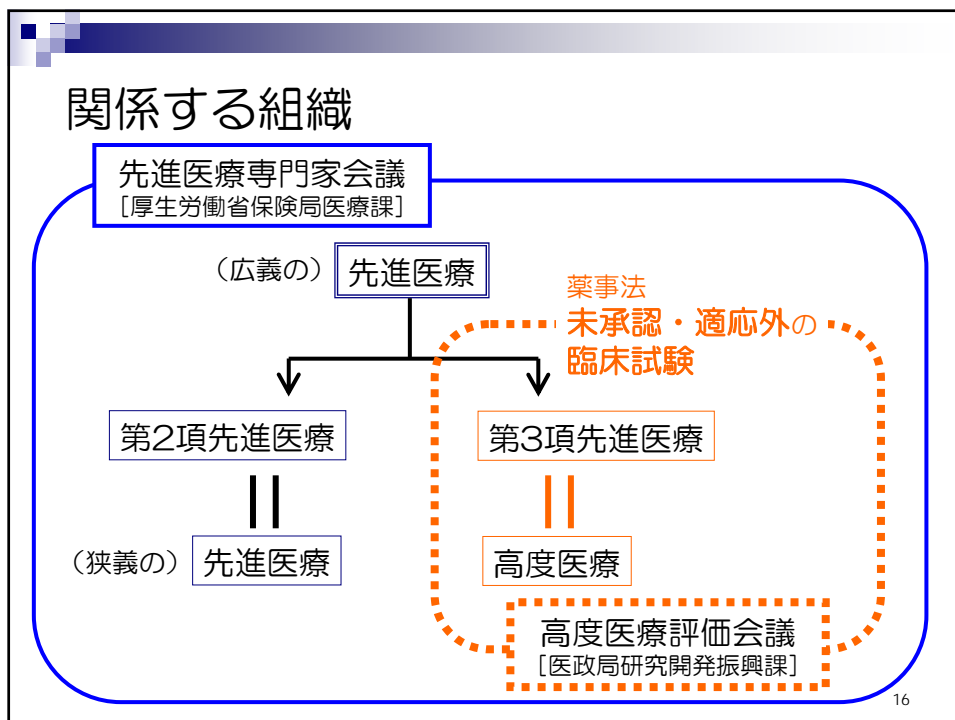 関係する組織
先進医療専門家会議
[厚生労働省保険局医療課]
(広義の) 先進医療
薬事法
未承認・適応外の
臨床試験
第2項先進医療
第3項先進医療
(狭義の) 先進医療
高度医療
高度医療評価会議
[医政局研究開発振興課]
16